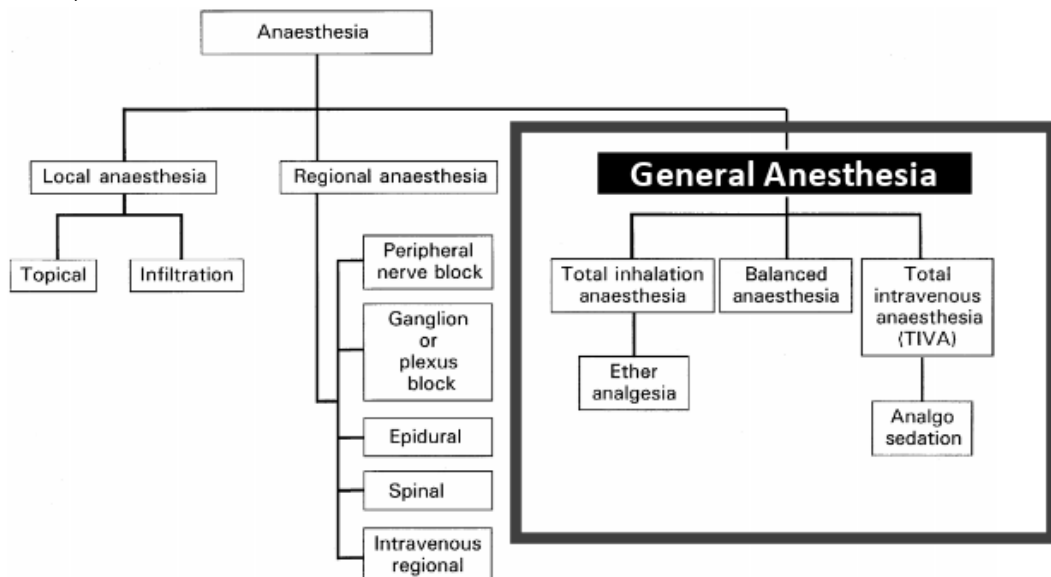 Anaesthesia
Local anaesthesia
Regional anaesthesia
General Anesthesia
Topical
Infiltration
Peripheral
nerve block
Ganglion
or
plexus
block
Epidural
Spinal
Intravenous
regional
Total inhalation
anaesthesia
Ether
analgesia
Balanced
anaesthesia
Total
intravenous
anaesthesia
(TIVA)
Analgo
sedation